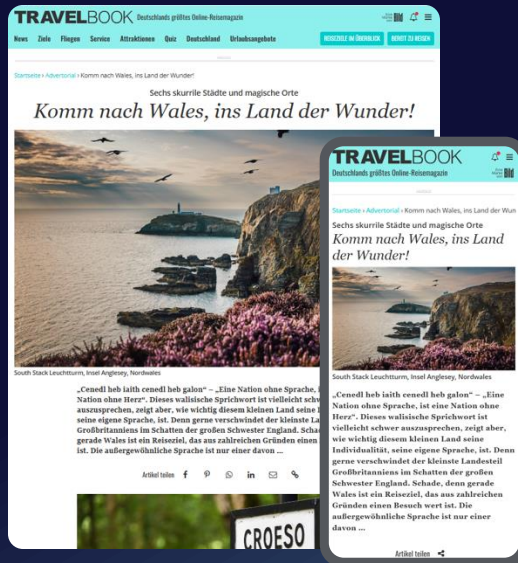 TRAVELBOOK Deutschlands größtes Online-Reisemagazin
Bild
News Ziele Fliegen Service Attraktionen Quiz Deutschland Urlaubsangebote
REISEZIELE IM ÜBERBLICK BEREIT ZU REISEN
Startseite › Advertorial › Komm nach Wales, ins Land der Wunder!
Sechs skurrile Städte und magische Orte
Komm nach Wales, ins Land der Wunder!
South Stack Leuchtturm, Insel Anglesey, Nordwales
„Cenedl heb iaith cenedl heb galon“ – „Eine Nation ohne Sprache,
Nation ohne Herz“. Dieses walisische Sprichwort ist vielleicht
auszusprechen, zeigt aber, wie wichtig diesem kleinen Land seine
seine eigene Sprache, ist. Denn gerne verschwindet der kleinste
Großbritanniens im Schatten der großen Schwester England.
gerade Wales ist ein Reiseziel, das aus zahlreichen Gründen einen
ist. Die außergewöhnliche Sprache ist nur einer davon ...
Artikel teilen
CROESO
TRAVELBOOK
Deutschlands größtes Online-Reisemagazin
Bild
Startseite › Advertorial › Komm nach Wales, ins Land der Wun
Sechs skurrile Städte und magische Orte
Komm nach Wales, ins Land
der Wunder!
South Stack Leuchtturm, Insel Anglesey, Nordwales
„Cenedl heb iaith cenedl heb galon“ – „Eine
Nation ohne Sprache, ist eine Nation ohne
Herz“. Dieses walisische Sprichwort ist
vielleicht schwer auszusprechen, zeigt aber,
wie wichtig diesem kleinen Land seine
Individualität, seine eigene Sprache, ist. Denn
gerne verschwindet der kleinste Landesteil
Großbritanniens im Schatten der großen
Schwester England. Schade, denn gerade
Wales ist ein Reiseziel, das aus zahlreichen
Gründen einen Besuch wert ist. Die
außergewöhnliche Sprache ist nur einer
davon ...
Artikel teilen